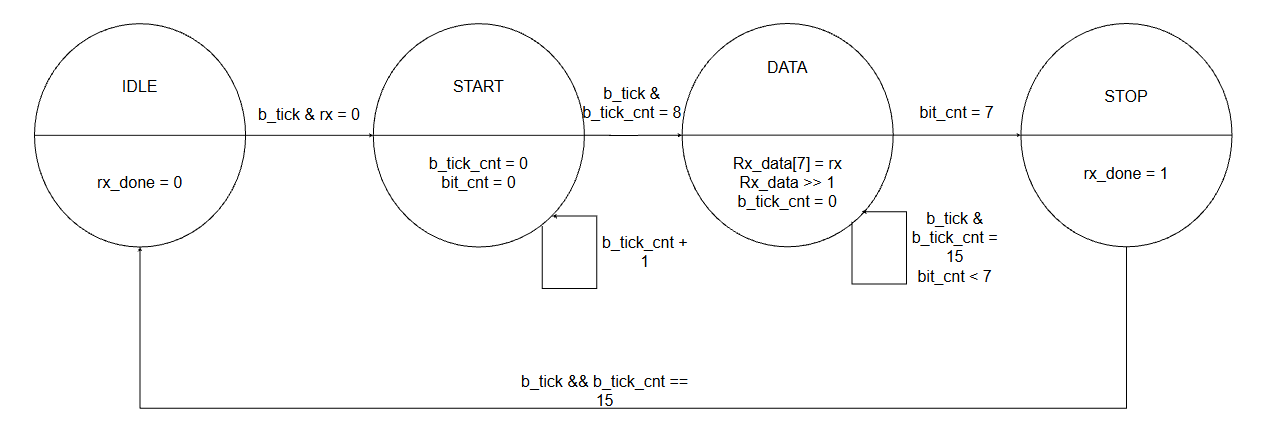 IDLE
rx_done = 0
b_tick & rx = 0
START
b_tick_cnt = 0
bit_cnt = 0
b_tick_cnt +
1
b_tick &
b_tick_cnt = 8
DATA
Rx_data[7] = rx
Rx_data >> 1
b_tick_cnt = 0
b_tick &
b_tick_cnt =
15
bit_cnt < 7
bit_cnt = 7
STOP
rx_done = 1
b_tick && b_tick_cnt ==
15